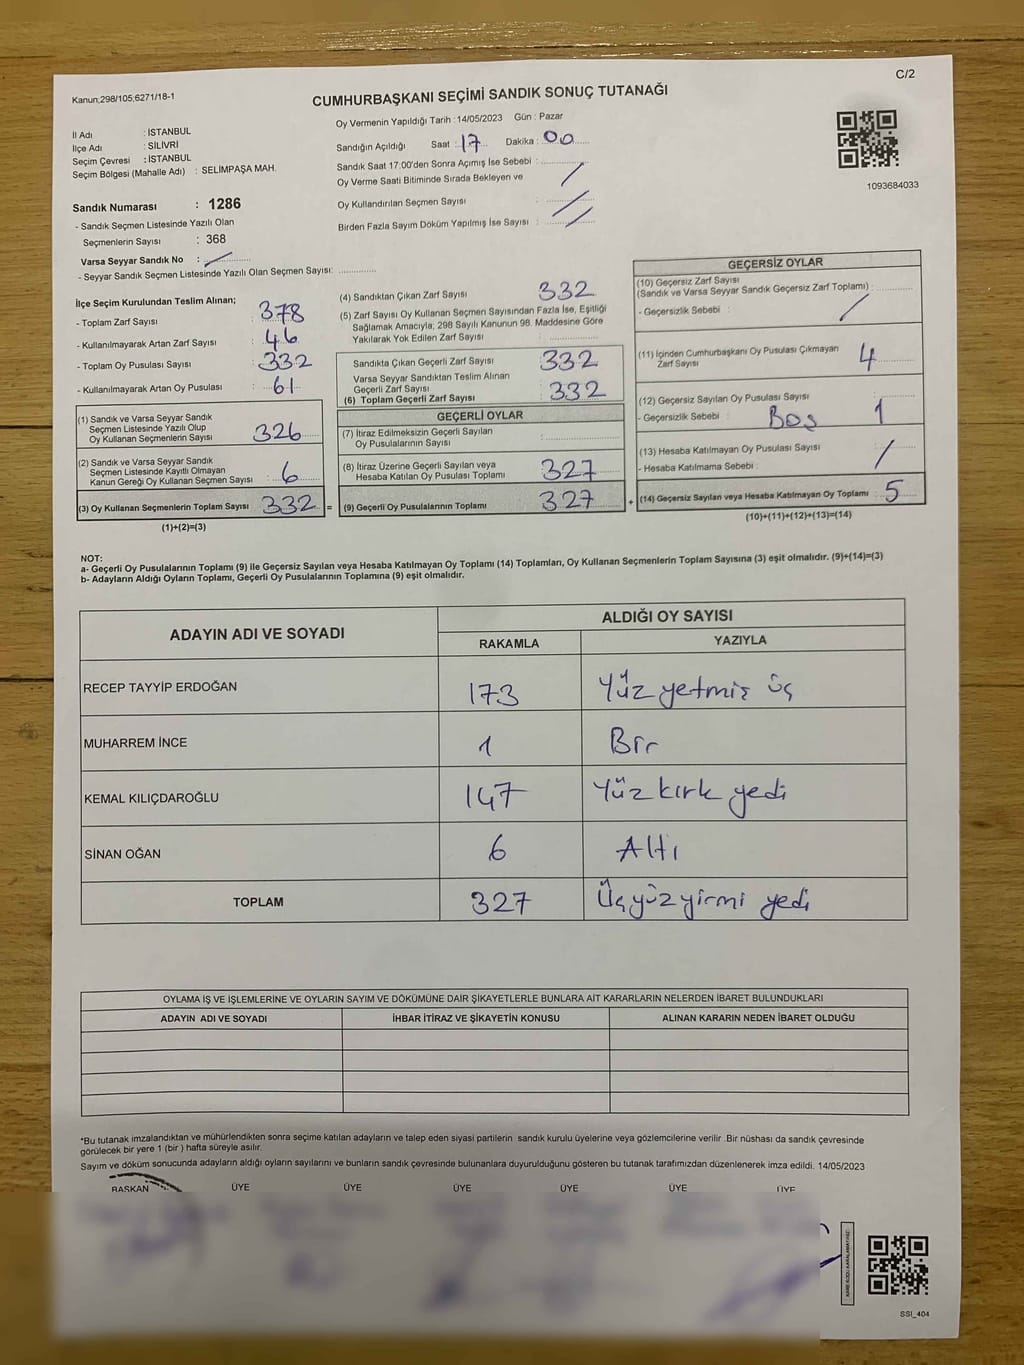 C/2
Kanun;298/105;6271/18-1
CUMHURBAŞKANI SEÇİMİ SANDIK SONUÇ TUTANAĞI
İl Adı : İSTANBUL
İlçe Adı : SİLİVRİ
Seçim Çevresi : İSTANBUL
Seçim Bölgesi (Mahalle Adı) : SELİMPAŞA MAH.
Oy Vermenin Yapıldığı Tarih :14/05/2023 Gün : Pazar
Sandığın Açıldığı Saat : 17 Dakika : 00
Sandık Saat 17:00'den Sonra Açımış İse Sebebi :
Oy Verme Saati Bitiminde Sırada Bekleyen ve
Oy Kullandırılan Seçmen Sayısı
Birden Fazla Sayım Döküm Yapılmış İse Sayısı :
1093684033
Sandık Numarası : 1286
- Sandık Seçmen Listesinde Yazılı Olan
Seçmenlerin Sayısı : 368
Varsa Seyyar Sandık No :
- Seyyar Sandık Seçmen Listesinde Yazılı Olan Seçmen Sayısı:
İlçe Seçim Kurulundan Teslim Alınan;
- Toplam Zarf Sayısı : 378
- Kullanılmayarak Artan Zarf Sayısı : 46
- Toplam Oy Pusulası Sayısı : 332
- Kullanılmayarak Artan Oy Pusulası : 61
(1) Sandık ve Varsa Seyyar Sandık
Seçmen Listesinde Yazılı Olup
Oy Kullanan Seçmenlerin Sayısı 326
(2) Sandık ve Varsa Seyyar Sandık
Seçmen Listesinde Kayıtlı Olmayan
Kanun Gereği Oy Kullanan Seçmen Sayısı 6
(3) Oy Kullanan Seçmenlerin Toplam Sayısı 332 =
(1)+(2)=(3)
(4) Sandıktan Çıkan Zarf Sayısı 332
(5) Zarf Sayısı Oy Kullanan Seçmen Sayısından Fazla İse, Eşitliği
Sağlamak Amacıyla; 298 Sayılı Kanunun 98. Maddesine Göre
Yakılarak Yok Edilen Zarf Sayısı
Sandıkta Çıkan Geçerli Zarf Sayısı 332
Varsa Seyyar Sandıktan Teslim Alınan
Geçerli Zarf Sayısı
(6) Toplam Geçerli Zarf Sayısı 332
GEÇERLİ OYLAR
(7) İtiraz Edilmeksizin Geçerli Sayılan
Oy Pusulalarının Sayısı
(8) İtiraz Üzerine Geçerli Sayılan veya
Hesaba Katılan Oy Pusulası Toplamı 327
(9) Geçerli Oy Pusulalarının Toplamı 327 +
GEÇERSİZ OYLAR
(10) Geçersiz Zarf Sayısı
(Sandık ve Varsa Seyyar Sandık Geçersiz Zarf Toplamı) :
- Geçersizlik Sebebi :
(11) İçinden Cumhurbaşkanı Oy Pusulası Çıkmayan
Zarf Sayısı 4
(12) Geçersiz Sayılan Oy Pusulası Sayısı
- Geçersizlik Sebebi : Boş 1
(13) Hesaba Katılmayan Oy Pusulası Sayısı
- Hesaba Katılmama Sebebi :
(14) Geçersiz Sayılan veya Hesaba Katılmayan Oy Toplamı 5
(10)+(11)+(12)+(13)=(14)
NOT:
a- Geçerli Oy Pusulalarının Toplamı (9) ile Geçersiz Sayılan veya Hesaba Katılmayan Oy Toplamı (14) Toplamları, Oy Kullanan Seçmenlerin Toplam Sayısına (3) eşit olmalıdır. (9)+(14)=(3)
b- Adayların Aldığı Oyların Toplamı, Geçerli Oy Pusulalarının Toplamına (9) eşit olmalıdır.
ADAYIN ADI VE SOYADI
ALDIĞI OY SAYISI
RAKAMLA YAZIYLA
RECEP TAYYİP ERDOĞAN 173 Yüz yetmiş üç
MUHARREM İNCE 1 Bir
KEMAL KILIÇDAROĞLU 147 Yüz kırk yedi
SİNAN OĞAN 6 Altı
TOPLAM 327 Üçyüz yirmi yedi
OYLAMA İŞ VE İŞLEMLERİNE VE OYLARIN SAYIM VE DÖKÜMÜNE DAİR ŞİKAYETLERLE BUNLARA AİT KARARLARIN NELERDEN İBARET BULUNDUKLARI
ADAYIN ADI VE SOYADI İHBAR İTİRAZ VE ŞİKAYETİN KONUSU ALINAN KARARIN NEDEN İBARET OLDUĞU
*Bu tutanak imzalandıktan ve mühürlendikten sonra seçime katılan adayların ve talep eden siyasi partilerin sandık kurulu üyelerine veya gözlemcilerine verilir .Bir nüshası da sandık çevresinde
görülecek bir yere 1 (bir ) hafta süreyle asılır.
Sayım ve döküm sonucunda adayların aldığı oyların sayılarını ve bunların sandık çevresinde bulunanlara duyurulduğunu gösteren bu tutanak tarafımızdan düzenlenerek imza edildi. 14/05/2023
BAŞKAN ÜYE ÜYE ÜYE ÜYE ÜYE ÜYE
SSI_404